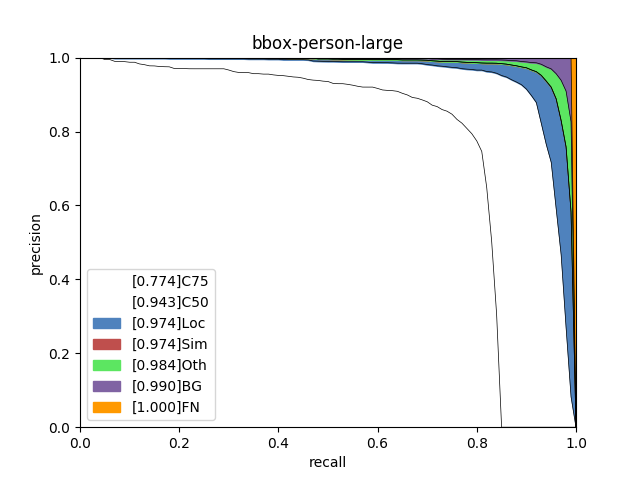 bbox-person-large
precision
1.0
0.8
0.6
0.4
0.2
0.0
[0.774]C75
[0.943]C50
[0.974]Loc
[0.974]Sim
[0.984]Oth
[0.990]BG
[1.000]FN
0.0 0.2 0.4 0.6 0.8 1.0
recall